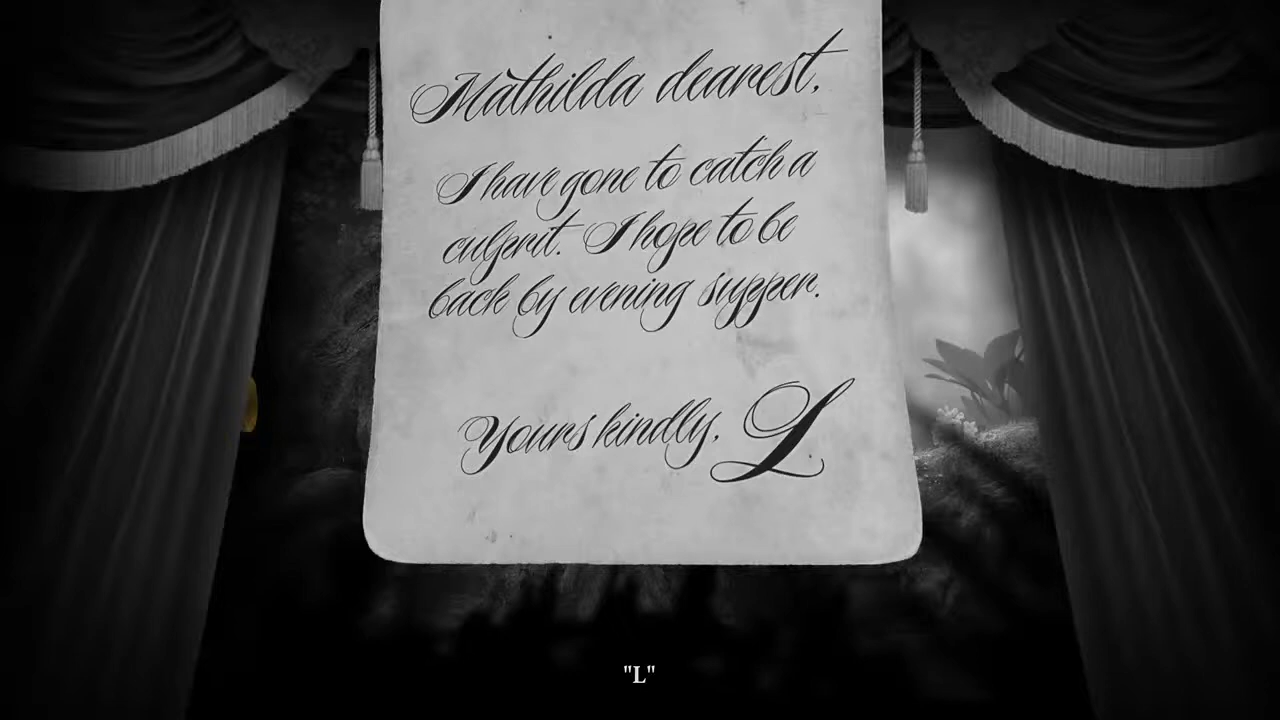 Mathilda dearest,
I have gone to catch a
culprit. I hope to be
back by evening supper.
Yours kindly, L
"L"